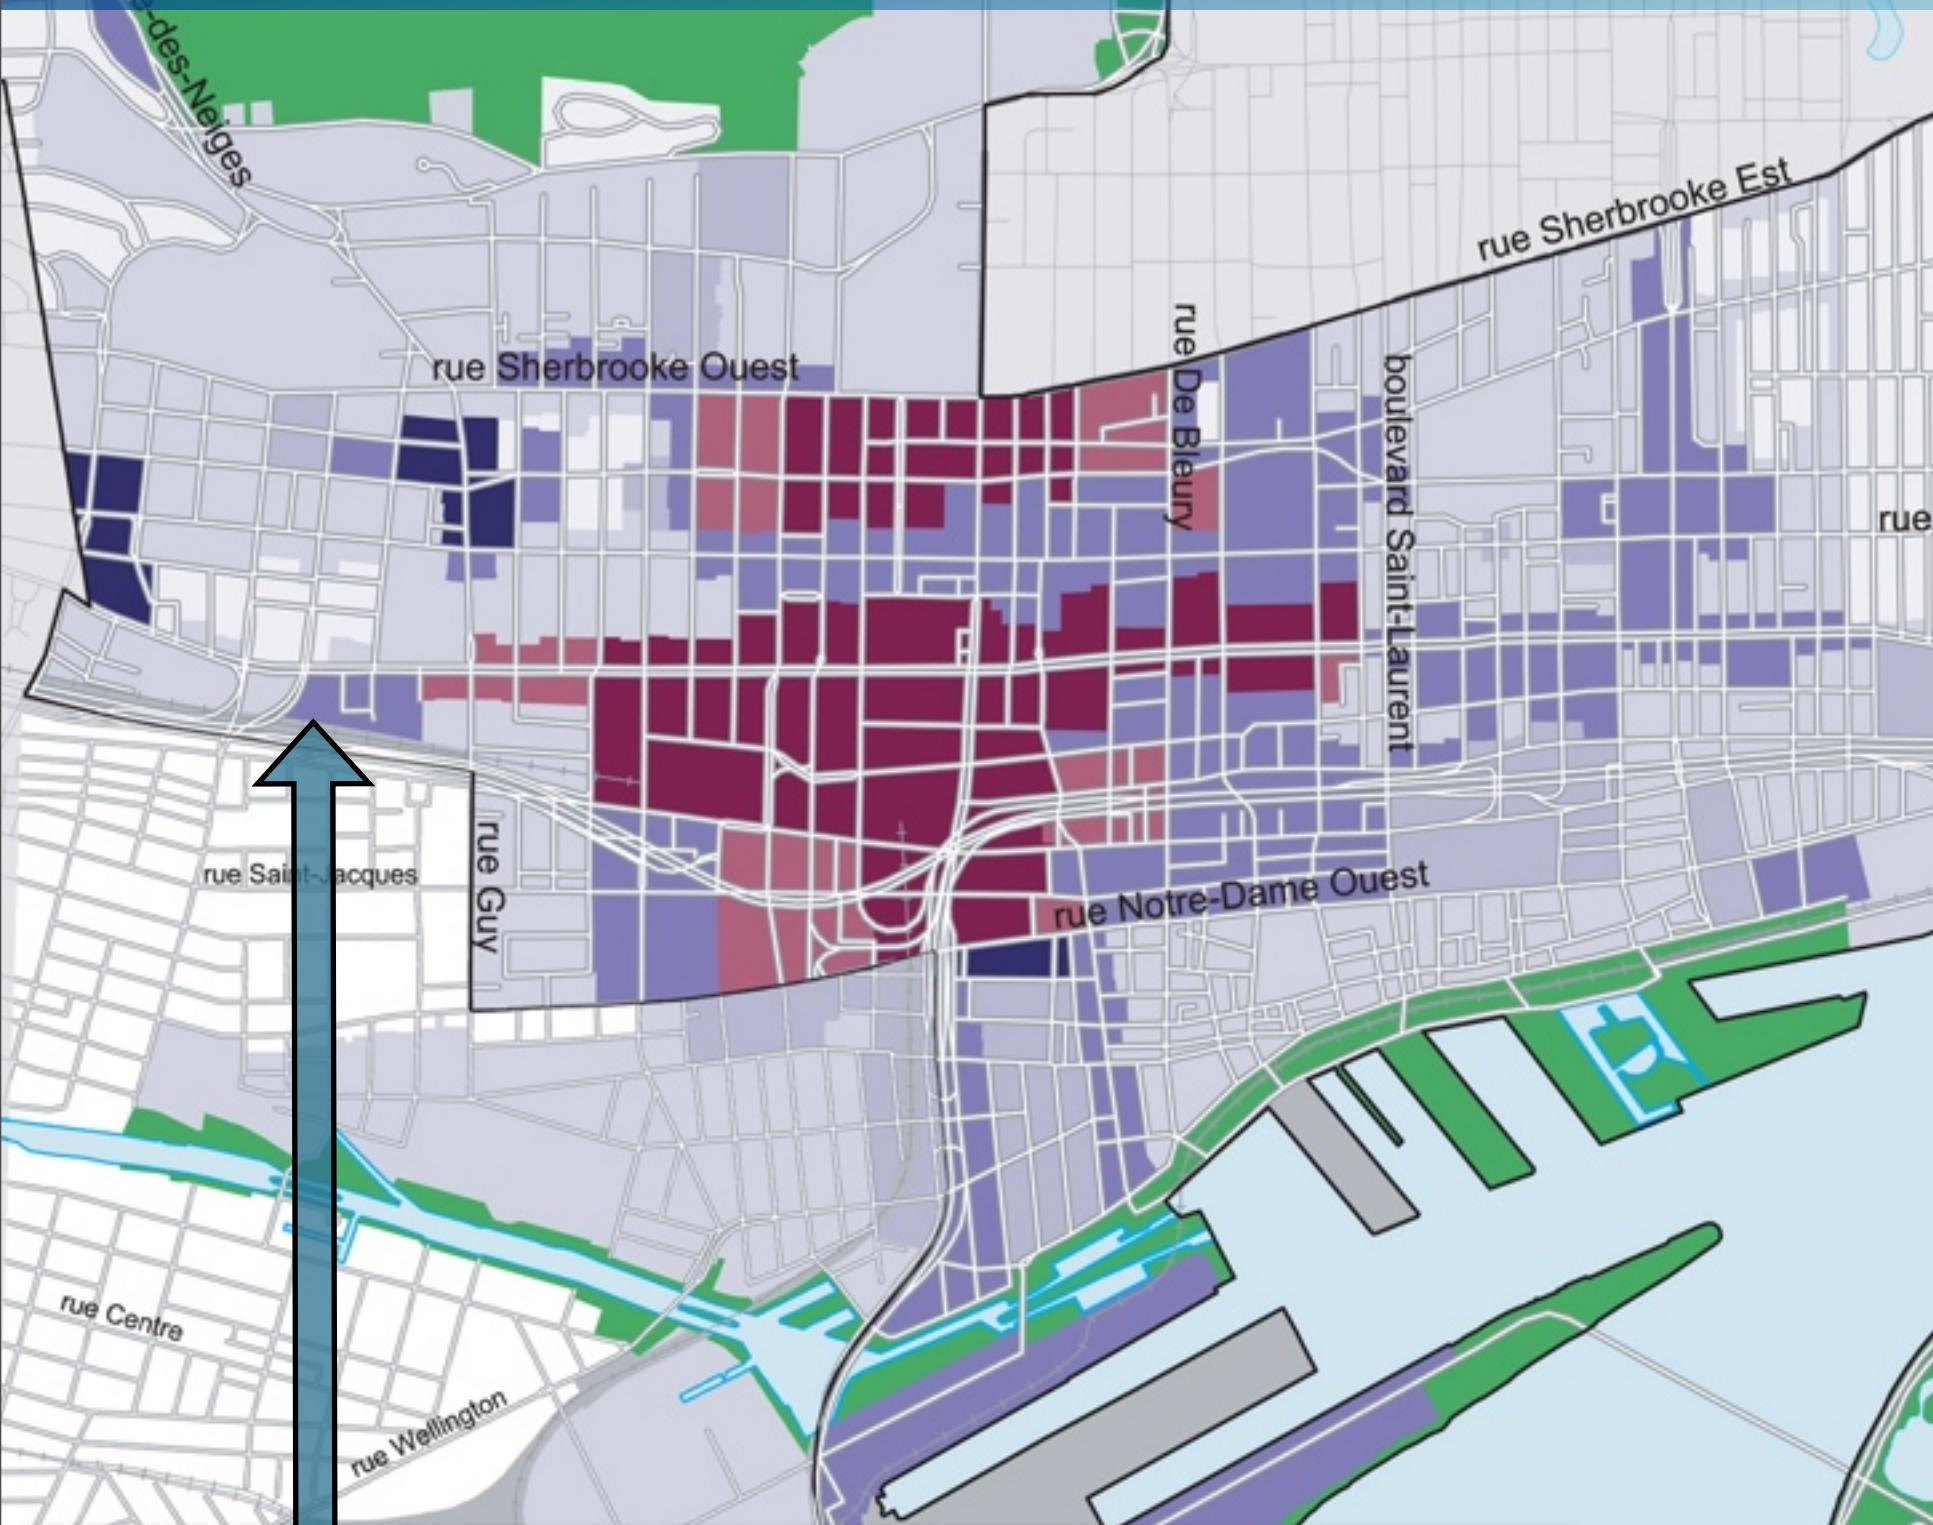 -des-Neiges
rue Sherbrooke Est
rue De Bleury
rue Sherbrooke Ouest
boulevard Saint-Laurent
rue
rue Guy
rue Saint-Jacques
rue Notre-Dame Ouest
rue Centre
rue Wellington